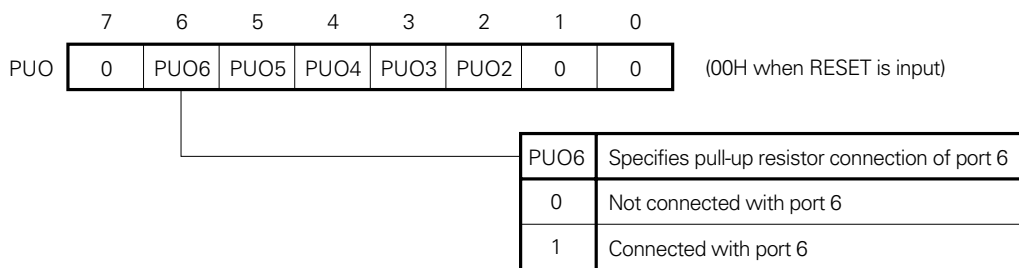 7 6 5 4 3 2 1 0
PUO 0 PUO6 PUO5 PUO4 PUO3 PUO2 0 0 (00H when RESET is input)
PUO6 Specifies pull-up resistor connection of port 6
0 Not connected with port 6
1 Connected with port 6